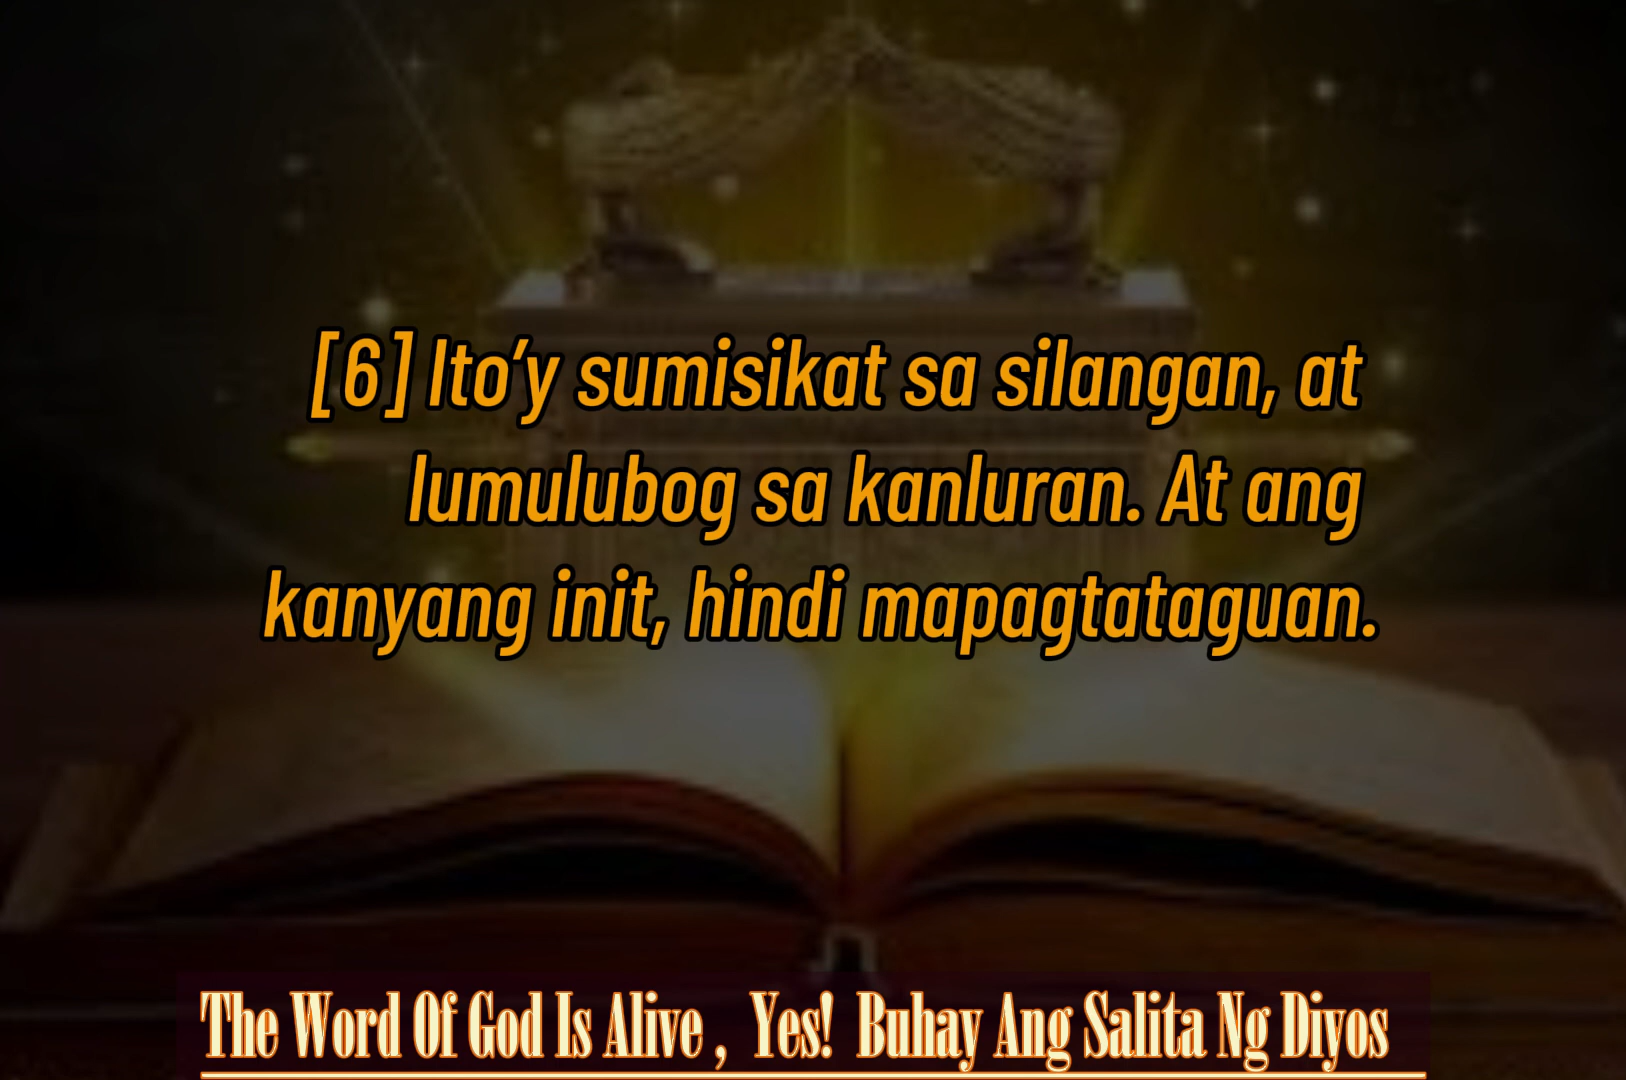 [6] Ito’y sumisikat sa silangan, at
lumulubog sa kanluran. At ang
kanyang init, hindi mapagtataguan.
The Word Of God Is Alive , Yes! Buhay Ang Salita Ng Diyos